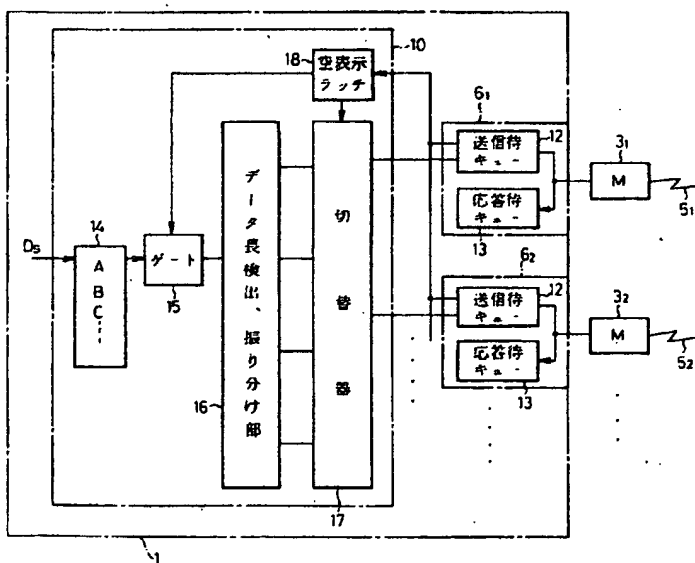 10
18
空表示
ラッチ
6₁
12
送信待
キュー
応答待
キュー
13
3₁
M
5₁
Ds
14
A
B
C
⋮
ゲート
15
データ長検出、振り分け部
16
切替器
17
6₂
12
送信待
キュー
応答待
キュー
13
3₂
M
5₂
1